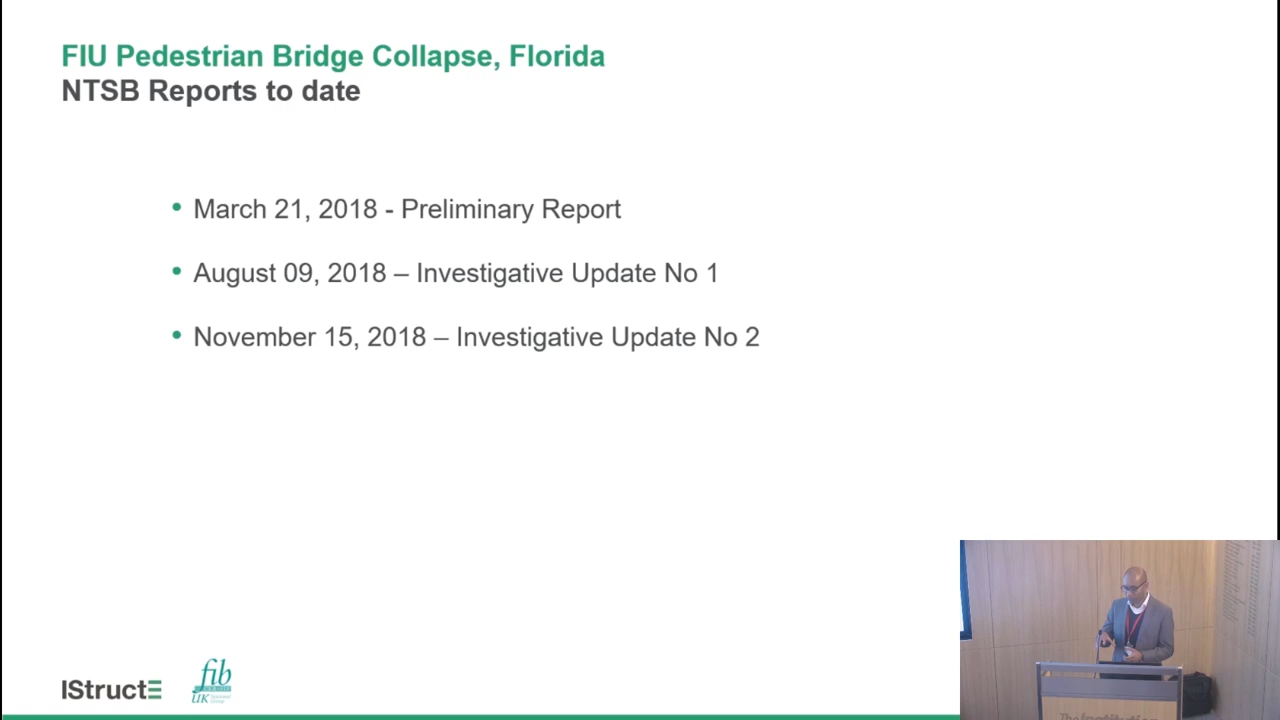 FIU Pedestrian Bridge Collapse, Florida
NTSB Reports to date
• March 21, 2018 - Preliminary Report
• August 09, 2018 – Investigative Update No 1
• November 15, 2018 – Investigative Update No 2
IStructE
fib
UK